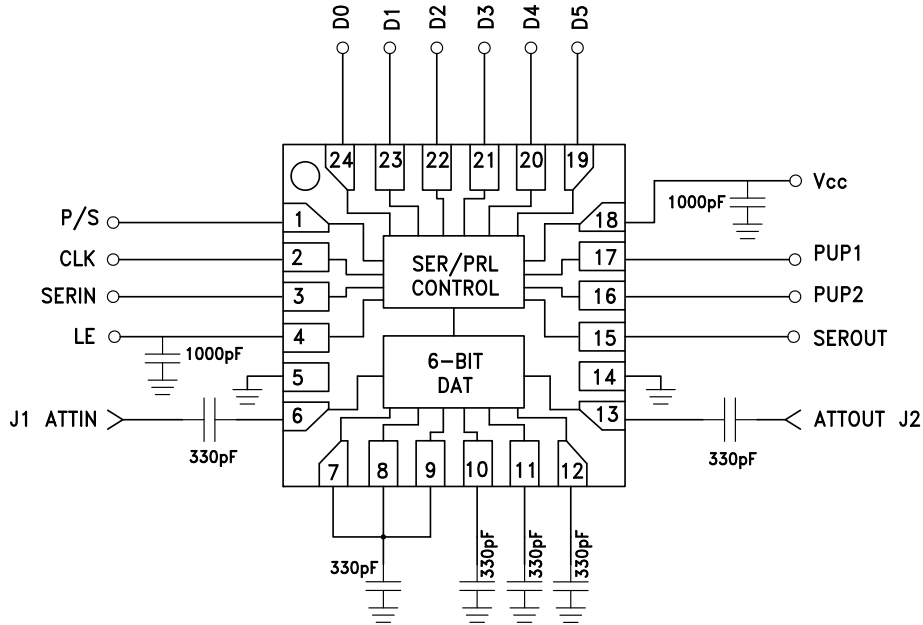 D0 D1 D2 D3 D4 D5
24 23 22 21 20 19
Vcc
1000pF
P/S 1 18
CLK 2 17 PUP1
SER/PRL
CONTROL
SERIN 3 16 PUP2
LE 4 15 SEROUT
1000pF
6-BIT
DAT
5 14
J1 ATTIN 6 13 ATTOUT J2
330pF 330pF
7 8 9 10 11 12
330pF 330pF 330pF 330pF